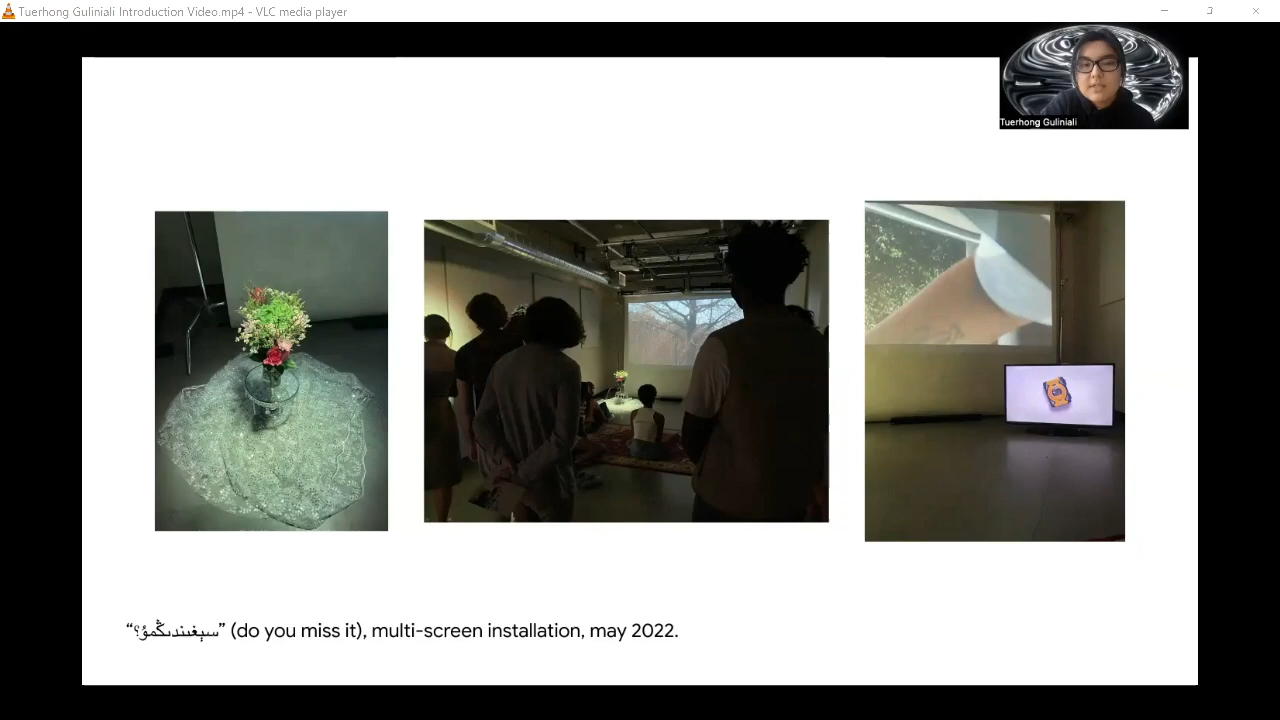 Tuerhong Guliniali Introduction Video.mp4 - VLC media player
Tuerhong Guliniali
“سېغىندىڭمۇ؟” (do you miss it), multi-screen installation, may 2022.